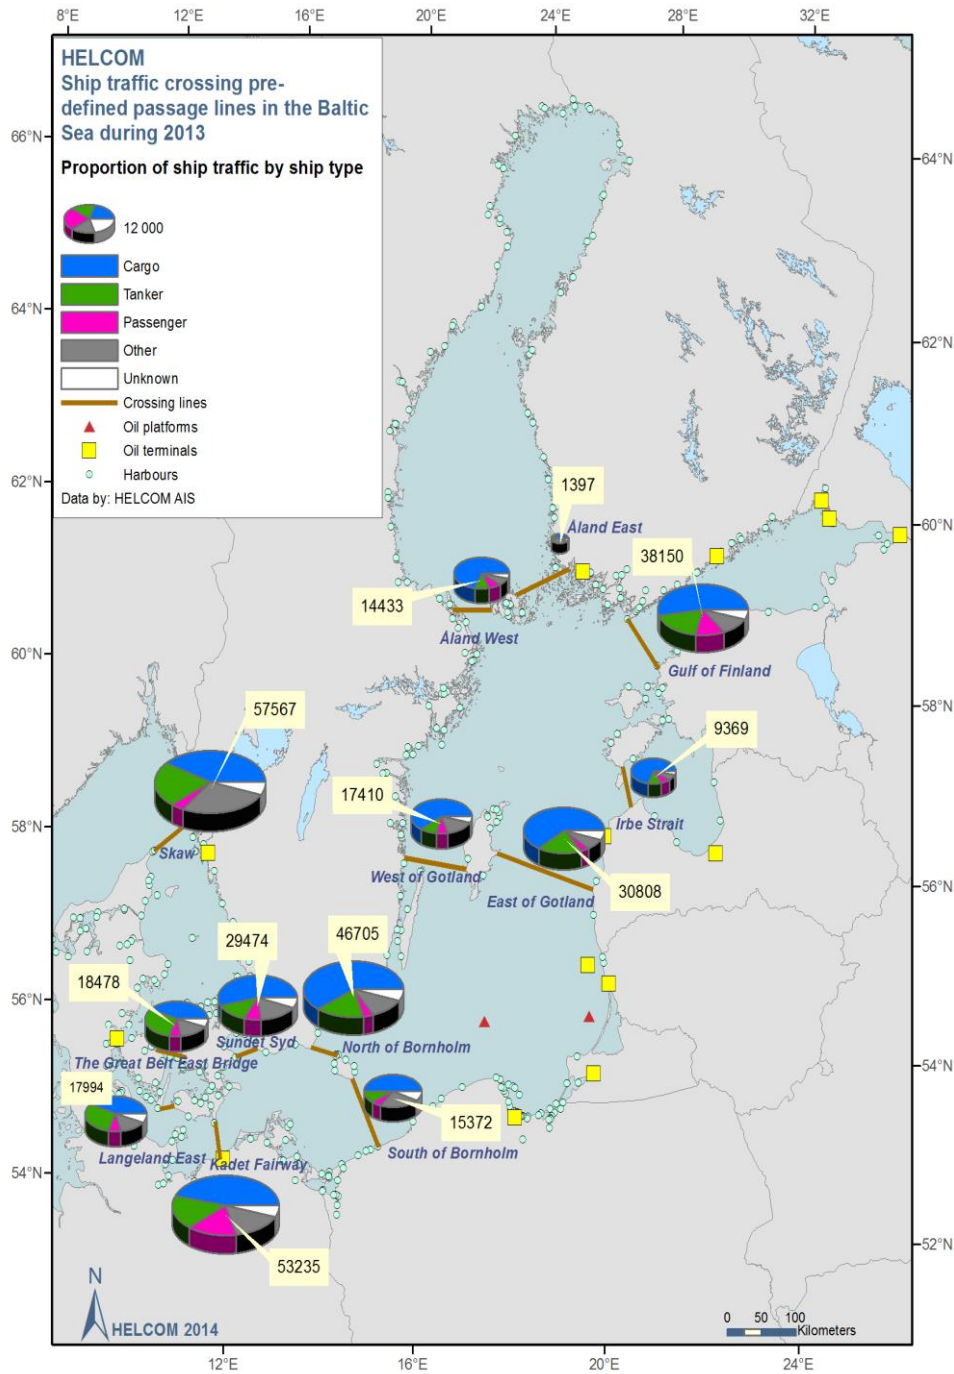 8°E 12°E 20°E 24°E 28°E 32°E
HELCOM
Ship traffic crossing pre-
defined passage lines in the Baltic
Sea during 2013
Proportion of ship traffic by ship type
12 000
Cargo
Tanker
Passenger
Other
Unknown
Crossing lines
Oil platforms
Oil terminals
Harbours
Data by: HELCOM AIS
66°N
64°N
64°N
62°N
62°N
60°N
1397
Åland East
38150
14433
Åland West
60°N
Gulf of Finland
58°N
57567
9369
17410
Irbe Strait
58°N
Skaw
West of Gotland
East of Gotland
30808
56°N
29474
46705
18478
56°N
Sundet Syd
North of Bornholm
The Great Belt East Bridge
54°N
17994
15372
Langeland East
Kadet Fairway
South of Bornholm
54°N
52°N
53235
N
HELCOM 2014
0 50 100
Kilometers
12°E 16°E 20°E 24°E